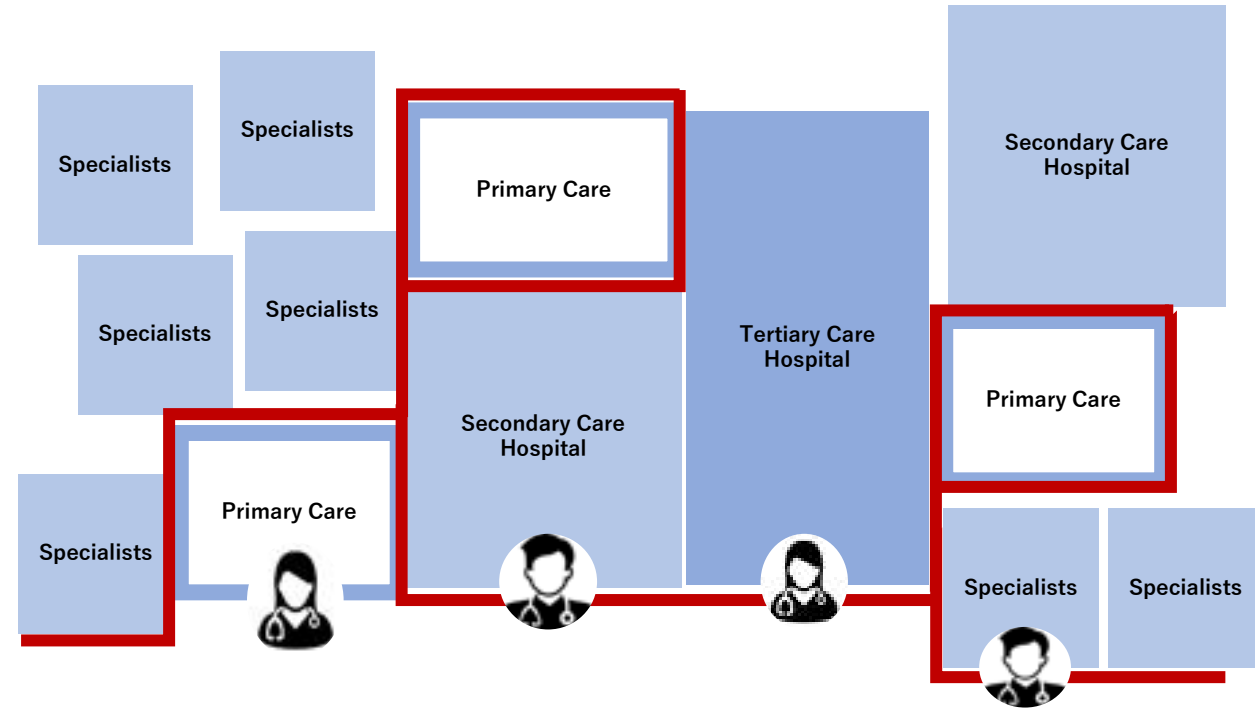 Specialists
Specialists
Primary Care
Secondary Care
Hospital
Specialists
Specialists
Tertiary Care
Hospital
Primary Care
Secondary Care
Hospital
Primary Care
Specialists
Specialists
Specialists